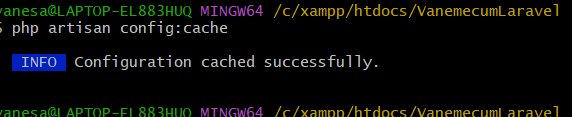 vanesa@LAPTOP-EL883HUQ MINGW64 /c/xampp/htdocs/VanemecumLaravel
$ php artisan config:cache
INFO Configuration cached successfully.
vanesa@LAPTOP-EL883HUQ MINGW64 /c/xampp/htdocs/VanemecumLaravel